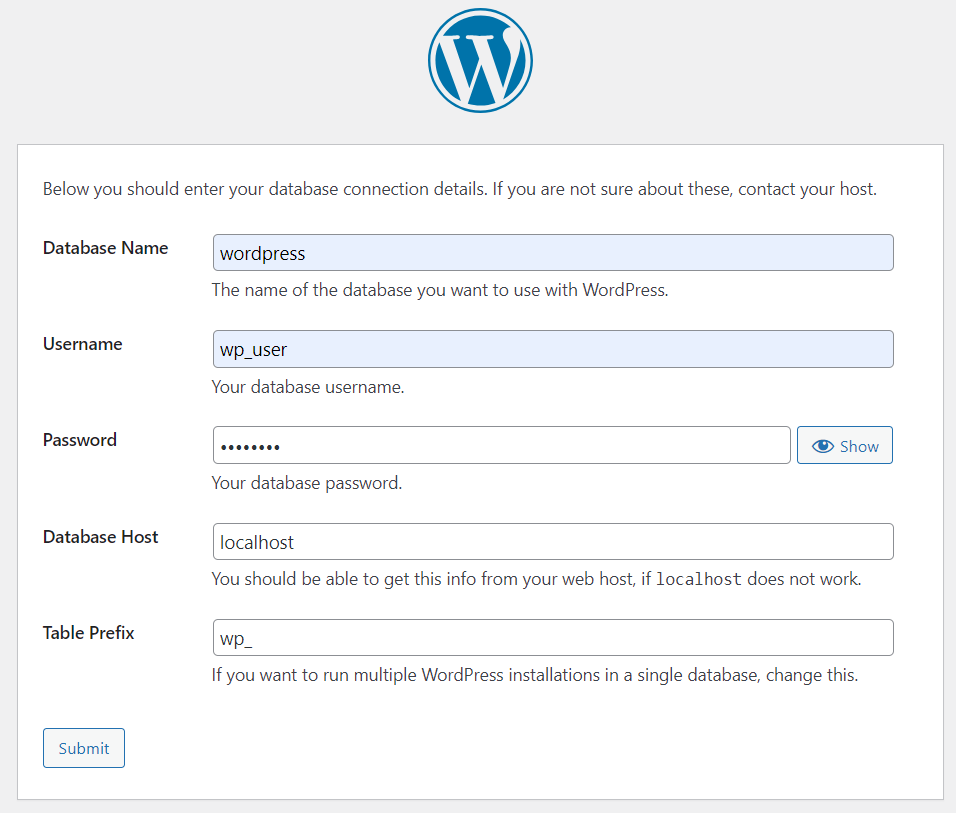 Below you should enter your database connection details. If you are not sure about these, contact your host.
Database Name
wordpress
The name of the database you want to use with WordPress.
Username
wp_user
Your database username.
Password
••••••••
Show
Your database password.
Database Host
localhost
You should be able to get this info from your web host, if localhost does not work.
Table Prefix
wp_
If you want to run multiple WordPress installations in a single database, change this.
Submit